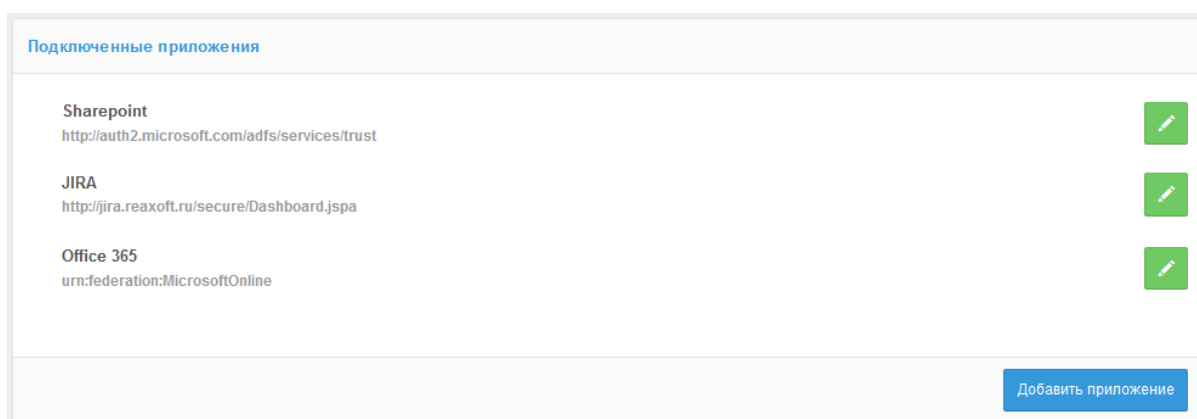 Подключенные приложения
Sharepoint
http://auth2.microsoft.com/adfs/services/trust
JIRA
http://jira.reaxoft.ru/secure/Dashboard.jspa
Office 365
urn:federation:MicrosoftOnline
Добавить приложение